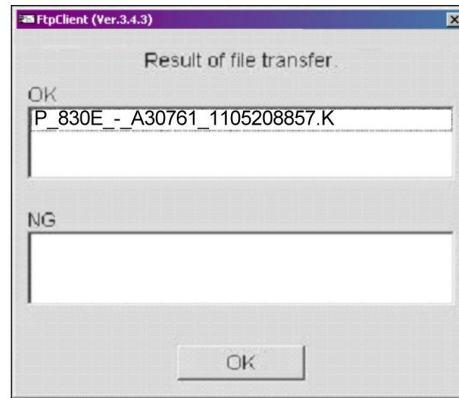 FtpClient (Ver.3.4.3)
Result of file transfer.
OK
P_830E_-_A30761_1105208857.K
NG
OK